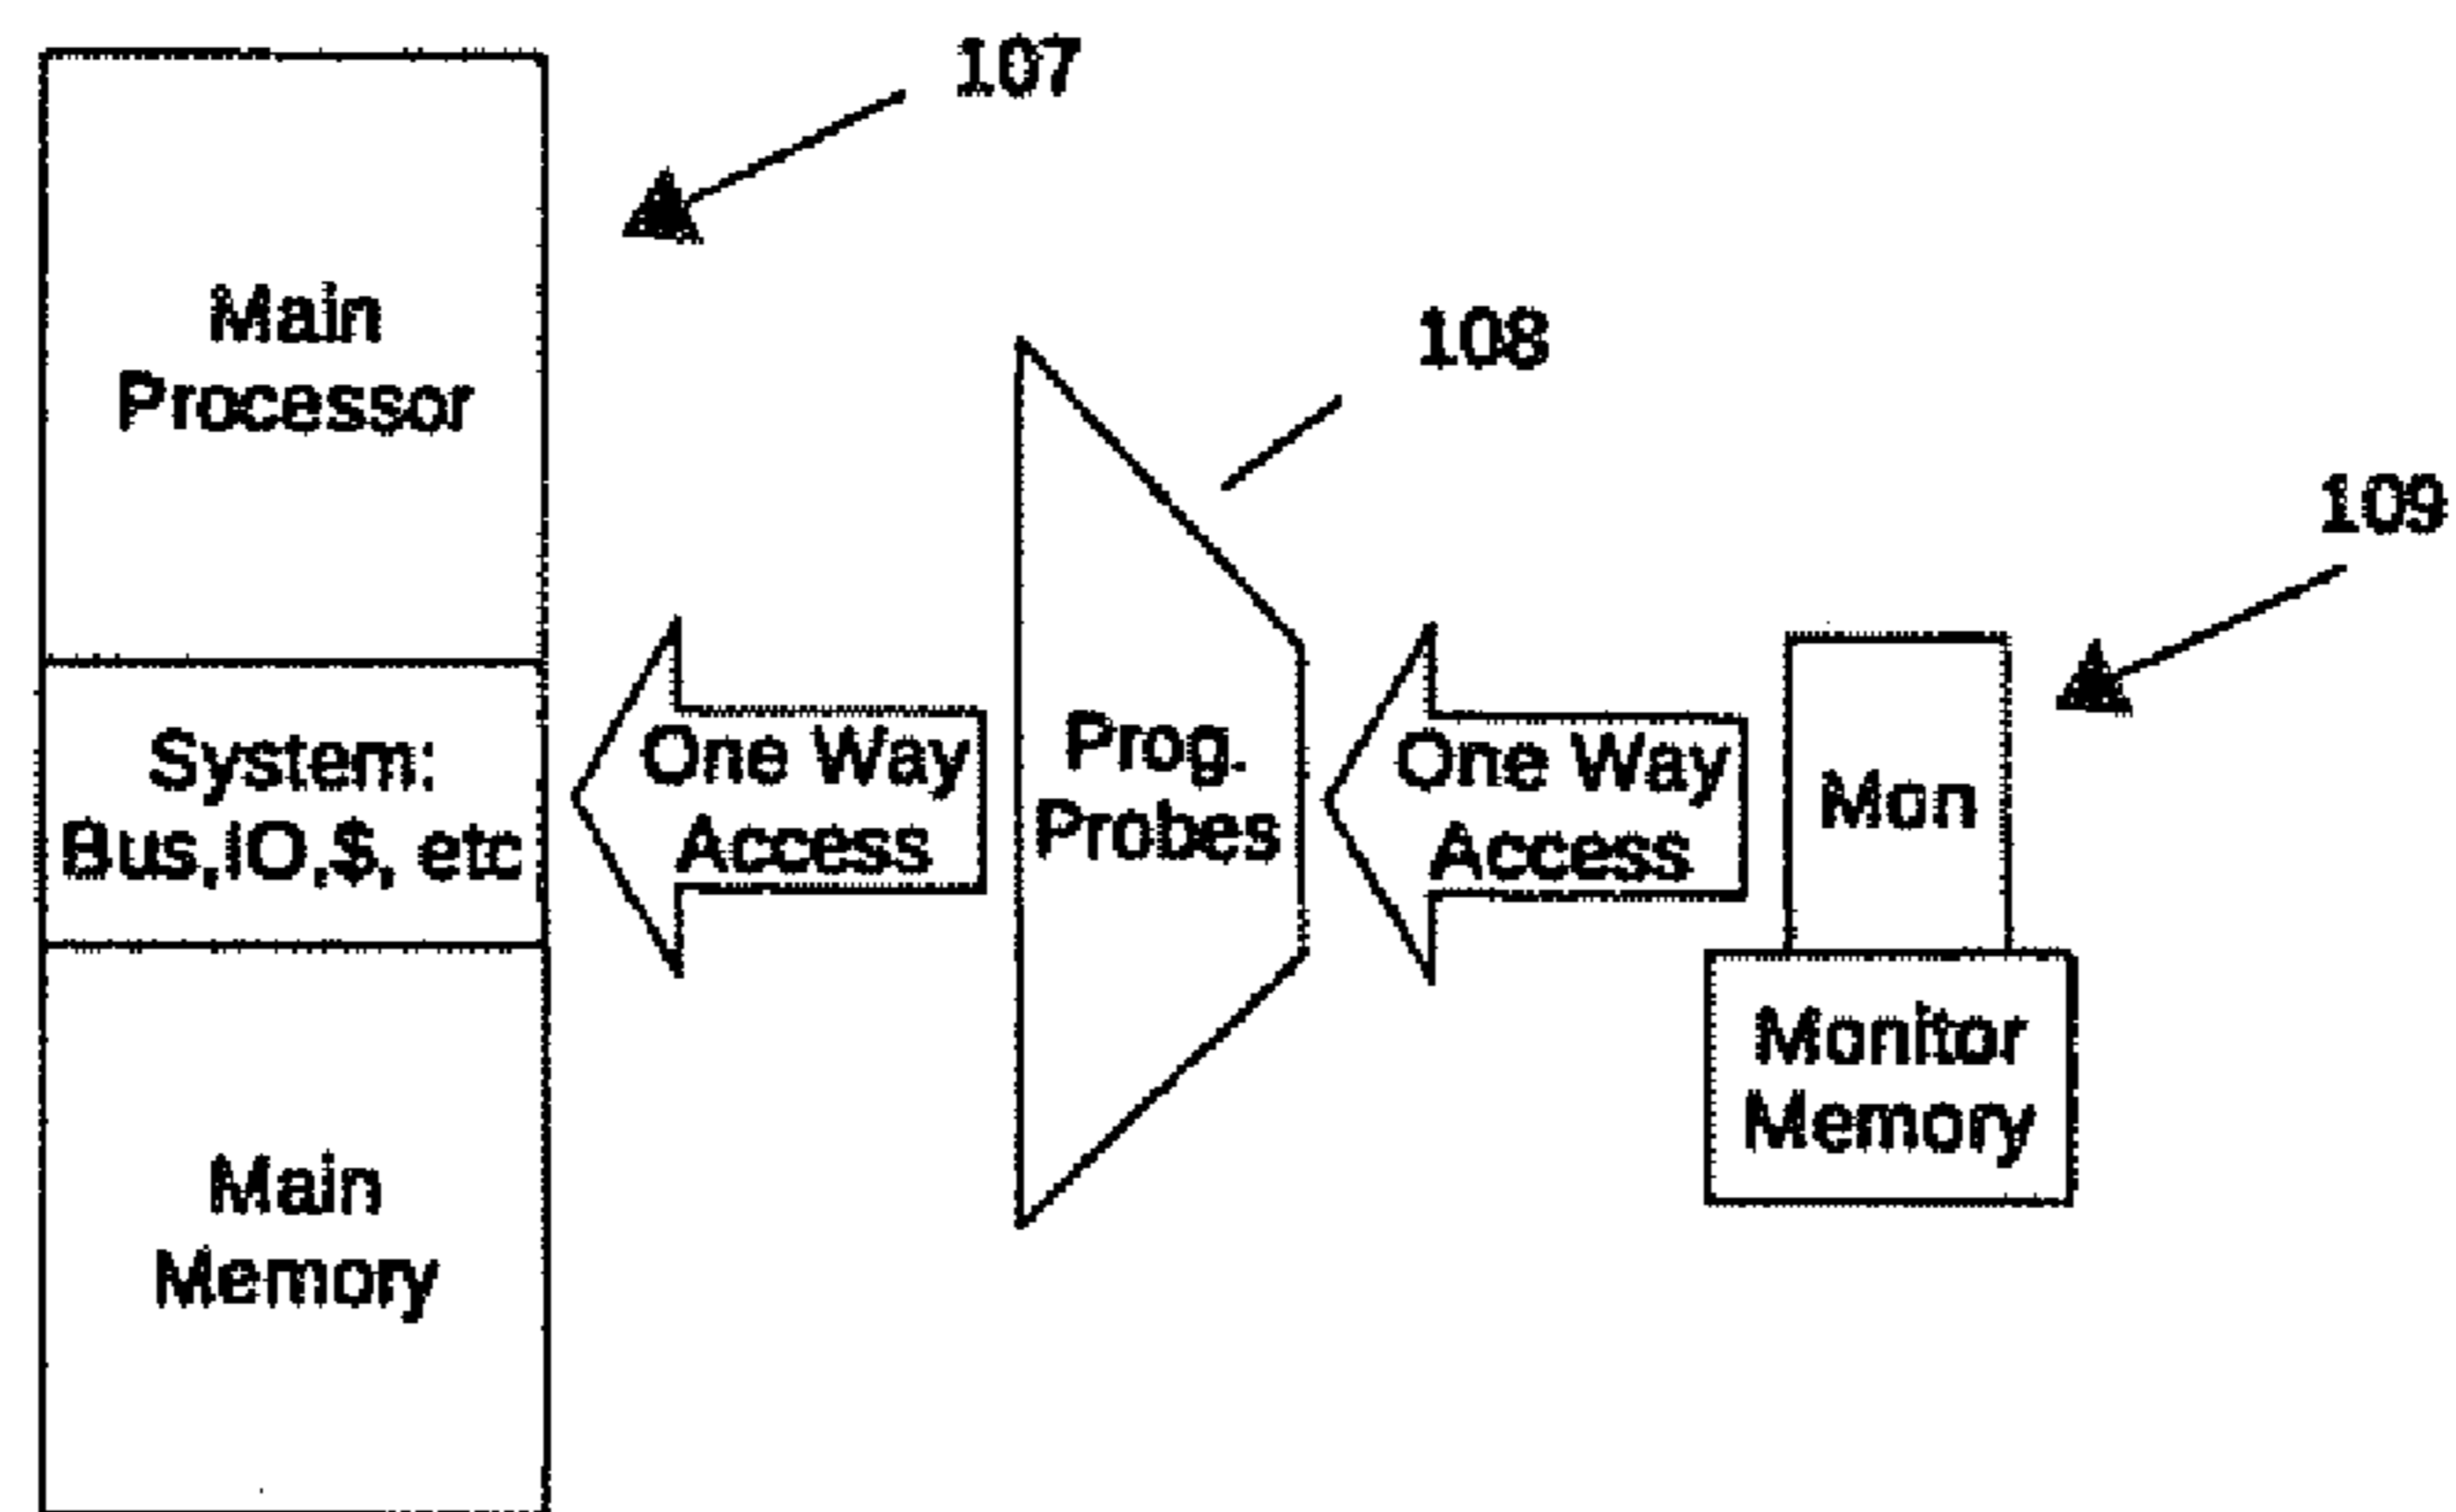 107
Main
Processor
108
109
System:
Bus,IO,$, etc
One Way
Access
Prog.
Probes
One Way
Access
Mon
Monitor
Memory
Main
Memory